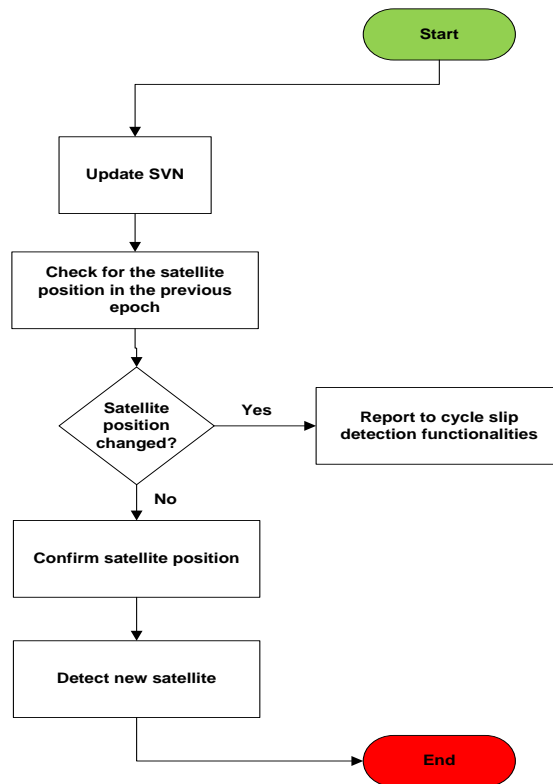 Start
Update SVN
Check for the satellite
position in the previous
epoch
Satellite
position
changed?
Yes
Report to cycle slip
detection functionalities
No
Confirm satellite position
Detect new satellite
End